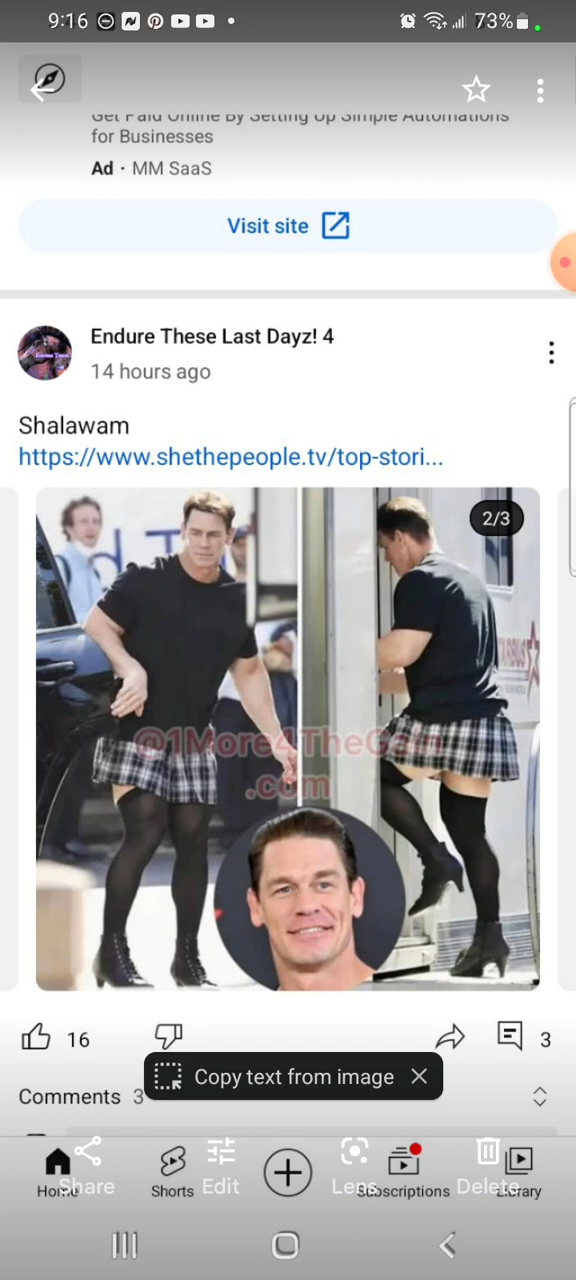 9:16
73%
Get Paid Online By Setting Up Simple Automations
for Businesses
Ad · MM SaaS
Visit site
Endure These Last Dayz! 4
14 hours ago
Shalawam
https://www.shethepeople.tv/top-stori...
2/3
@1More4TheGain
.com
16
3
Copy text from image
Comments 3
Home
Share
Shorts
Edit
Lens
Subscriptions
Delete
Library